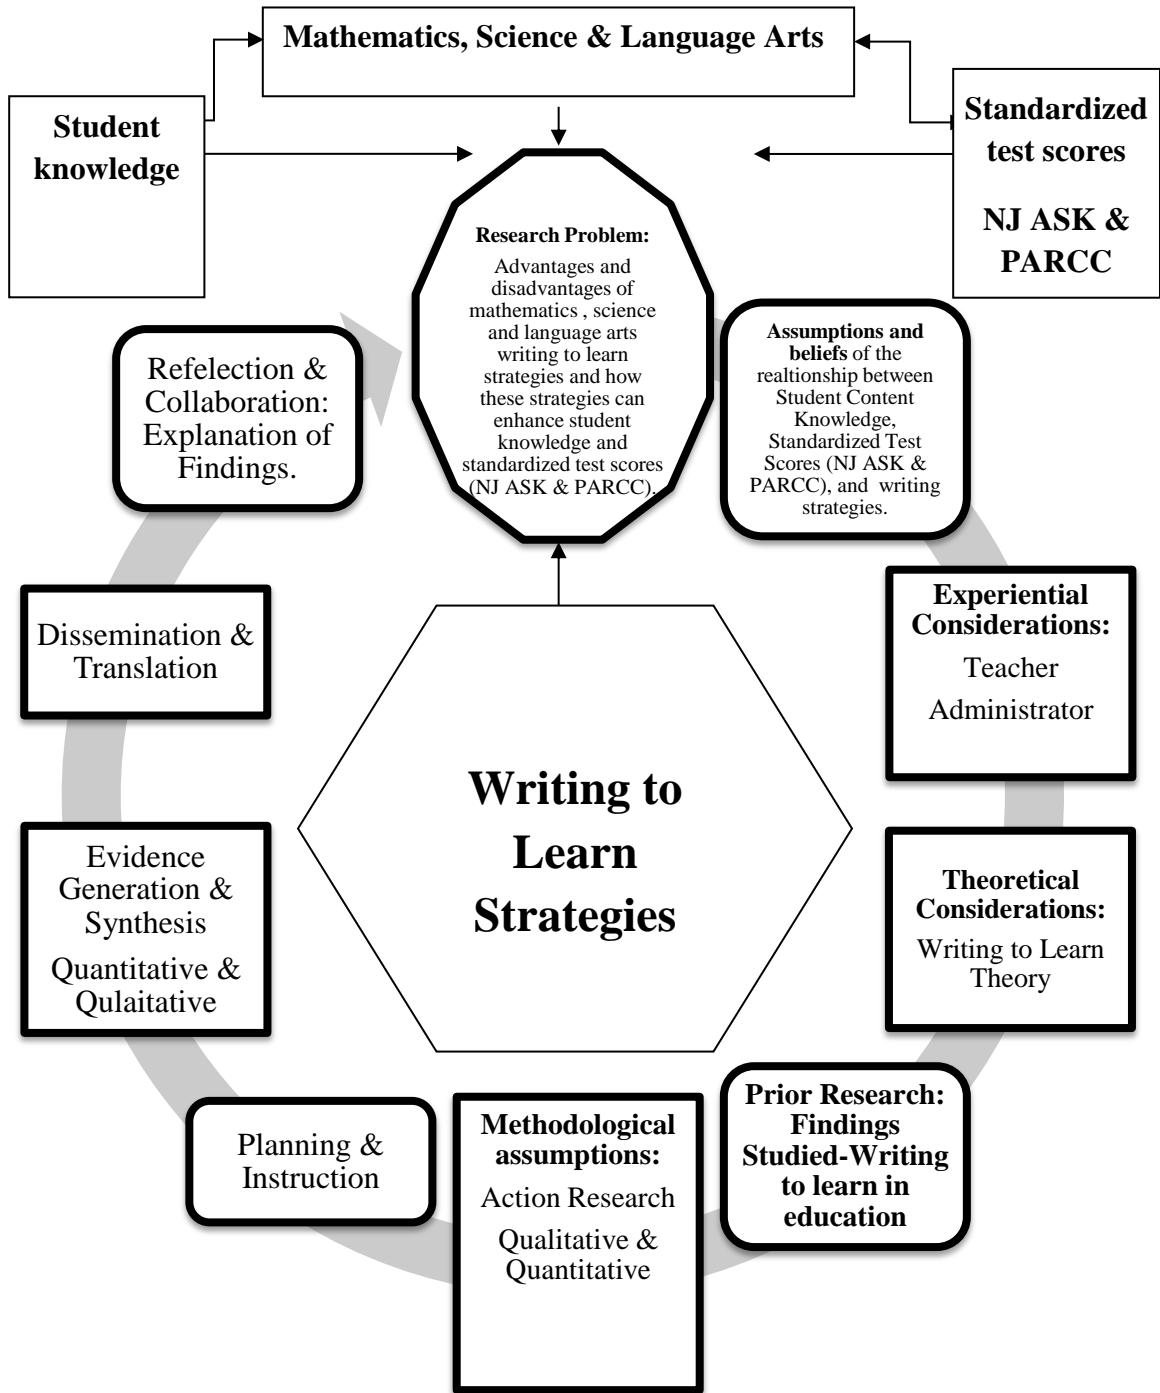 Mathematics, Science & Language Arts
Student
knowledge
Standardized
test scores
NJ ASK &
PARCC
Research Problem:
Advantages and
disadvantages of
mathematics , science
and language arts
writing to learn
strategies and how
these strategies can
enhance student
knowledge and
standardized test scores
(NJ ASK & PARCC).
Assumptions and
beliefs of the
realtionship between
Student Content
Knowledge,
Standardized Test
Scores (NJ ASK &
PARCC), and writing
strategies.
Experiential
Considerations:
Teacher
Administrator
Theoretical
Considerations:
Writing to Learn
Theory
Prior Research:
Findings
Studied-Writing
to learn in
education
Methodological
assumptions:
Action Research
Qualitative &
Quantitative
Planning &
Instruction
Evidence
Generation &
Synthesis
Quantitative &
Qulaitative
Dissemination &
Translation
Refelection &
Collaboration:
Explanation of
Findings.
Writing to
Learn
Strategies